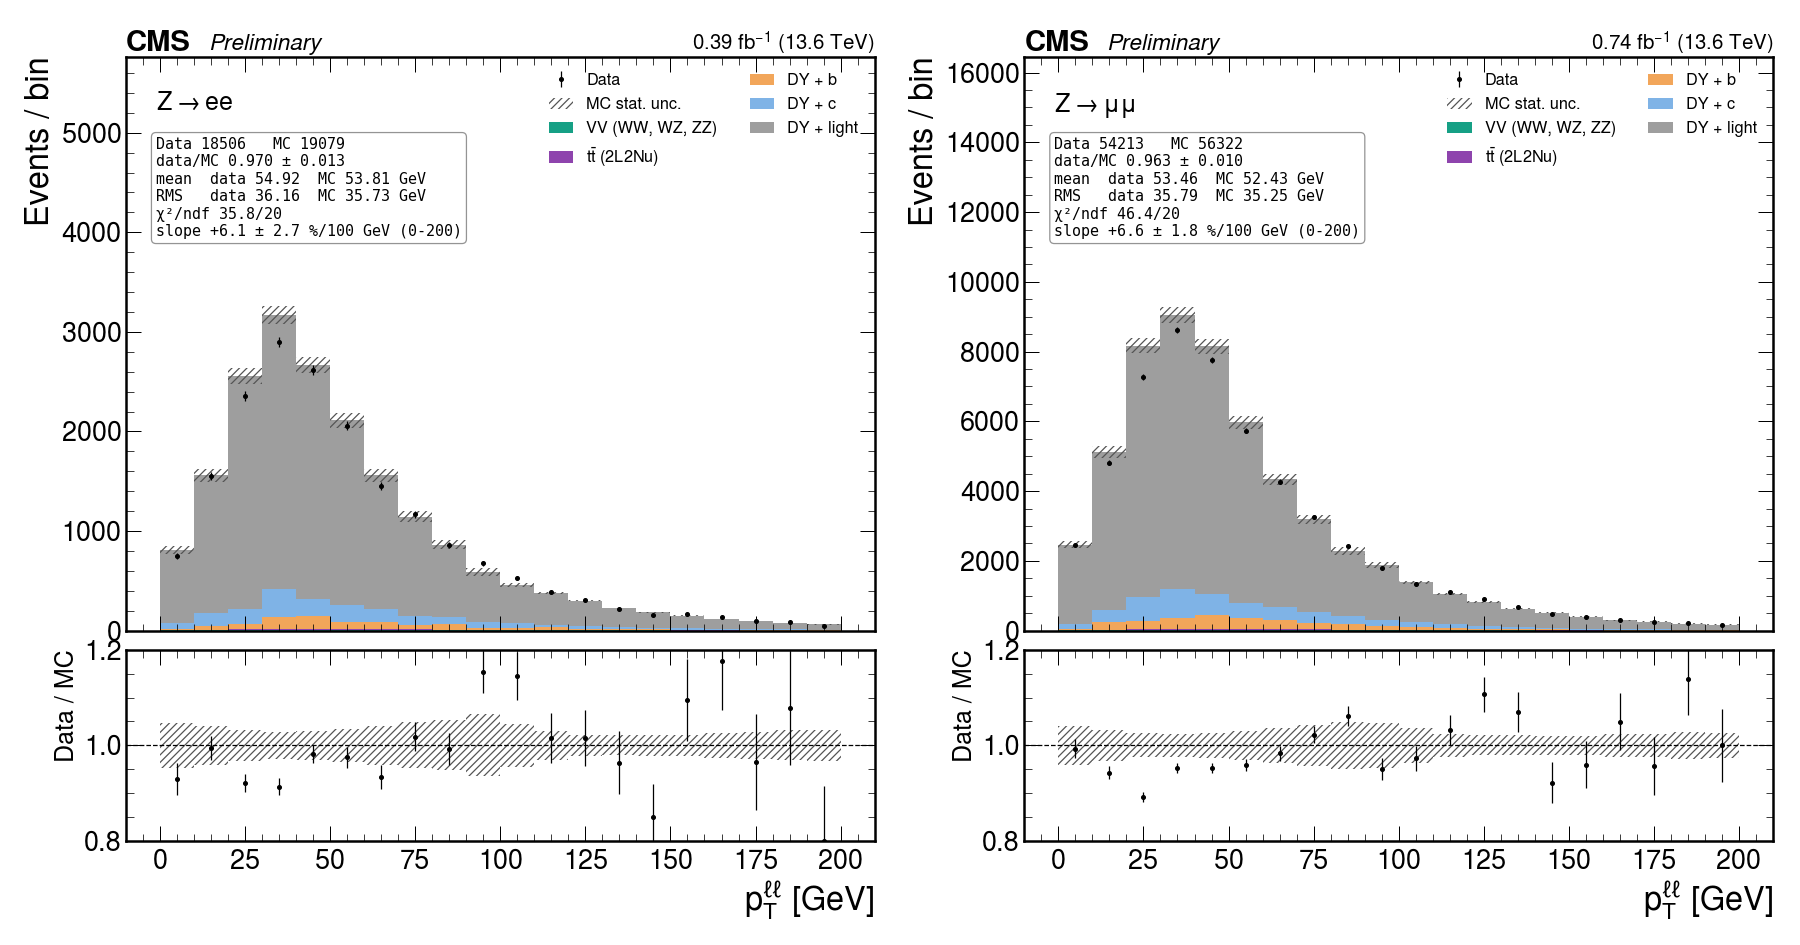 CMS Preliminary 0.39 fb⁻¹ (13.6 TeV)
Events / bin
Z → ee
Data
MC stat. unc.
VV (WW, WZ, ZZ)
tt̄ (2L2Nu)
DY + b
DY + c
DY + light
Data 18506 MC 19079
data/MC 0.970 ± 0.013
mean data 54.92 MC 53.81 GeV
RMS data 36.16 MC 35.73 GeV
χ²/ndf 35.8/20
slope +6.1 ± 2.7 %/100 GeV (0-200)
5000
4000
3000
2000
1000
0
Data / MC
1.2
1.0
0.8
0 25 50 75 100 125 150 175 200
p_T^ℓℓ [GeV]
CMS Preliminary 0.74 fb⁻¹ (13.6 TeV)
Events / bin
Z → μμ
Data
MC stat. unc.
VV (WW, WZ, ZZ)
tt̄ (2L2Nu)
DY + b
DY + c
DY + light
Data 54213 MC 56322
data/MC 0.963 ± 0.010
mean data 53.46 MC 52.43 GeV
RMS data 35.79 MC 35.25 GeV
χ²/ndf 46.4/20
slope +6.6 ± 1.8 %/100 GeV (0-200)
16000
14000
12000
10000
8000
6000
4000
2000
0
Data / MC
1.2
1.0
0.8
0 25 50 75 100 125 150 175 200
p_T^ℓℓ [GeV]